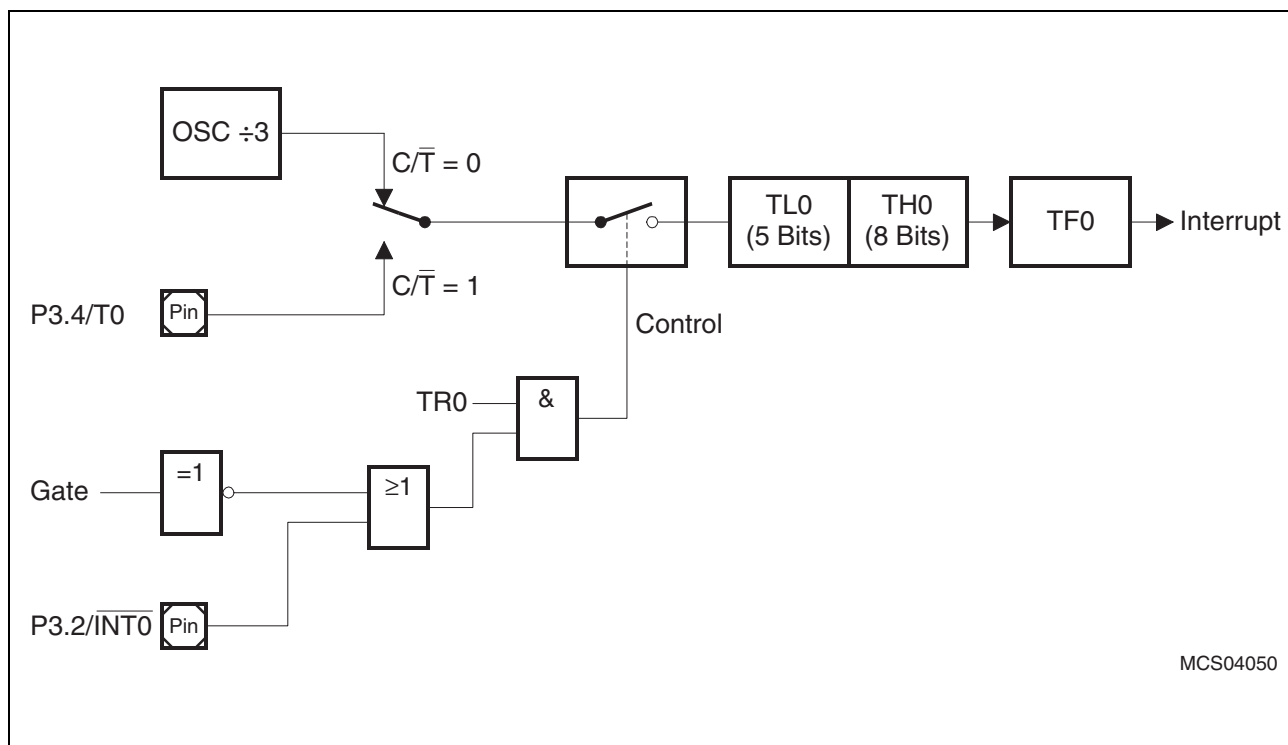 OSC ÷3
C/T̅ = 0
TL0
(5 Bits)
TH0
(8 Bits)
TF0
Interrupt
C/T̅ = 1
P3.4/T0
Pin
Control
TR0
&
Gate
=1
≥1
P3.2/I̅N̅T̅0̅
Pin
MCS04050